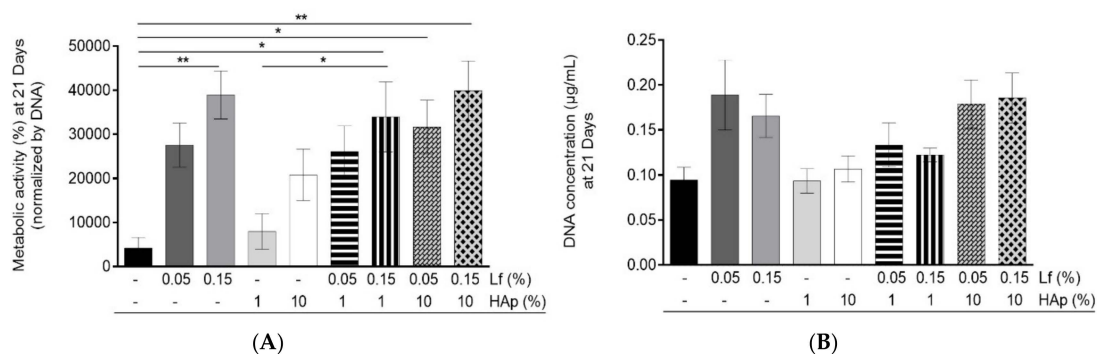 **
*
*
** *
Metabolic activity (%) at 21 Days
(normalized by DNA)
50000
40000
30000
20000
10000
0
- 0.05 0.15 - - 0.05 0.15 0.05 0.15 Lf (%)
- - - 1 10 1 1 10 10 HAp (%)
(A)
DNA concentration (µg/mL)
at 21 Days
0.25
0.20
0.15
0.10
0.05
0.00
- 0.05 0.15 - - 0.05 0.15 0.05 0.15 Lf (%)
- - - 1 10 1 1 10 10 HAp (%)
(B)